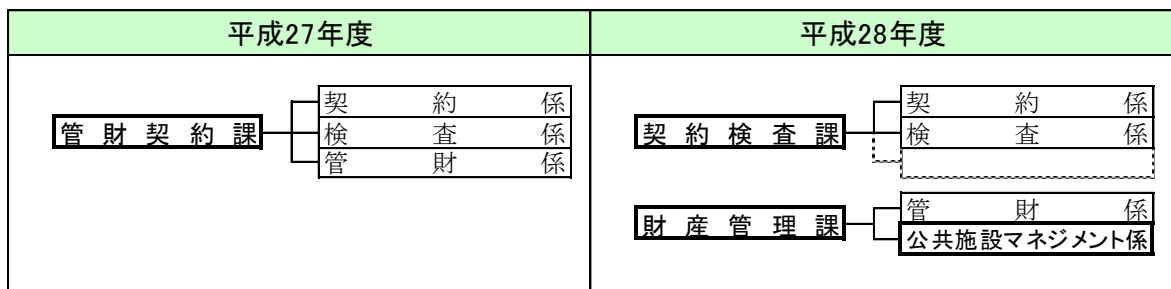 平成27年度
平成28年度
管財契約課
契約係
検査係
管財係
契約検査課
契約係
検査係
財産管理課
管財係
公共施設マネジメント係